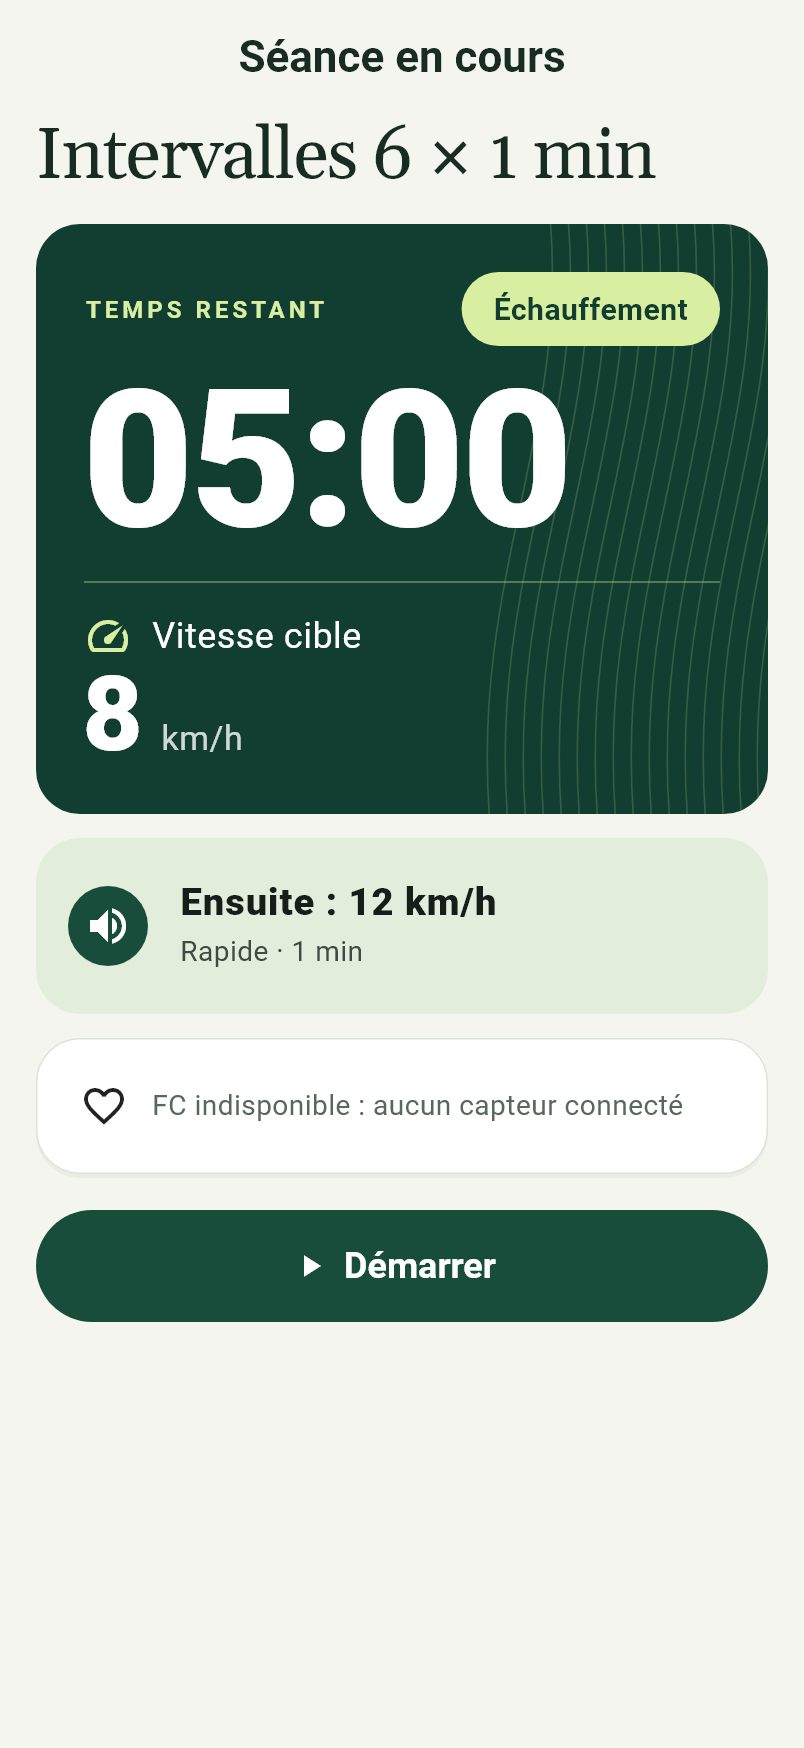 Séance en cours
Intervalles 6 × 1 min
TEMPS RESTANT
Échauffement
05:00
Vitesse cible
8 km/h
Ensuite : 12 km/h
Rapide · 1 min
FC indisponible : aucun capteur connecté
Démarrer